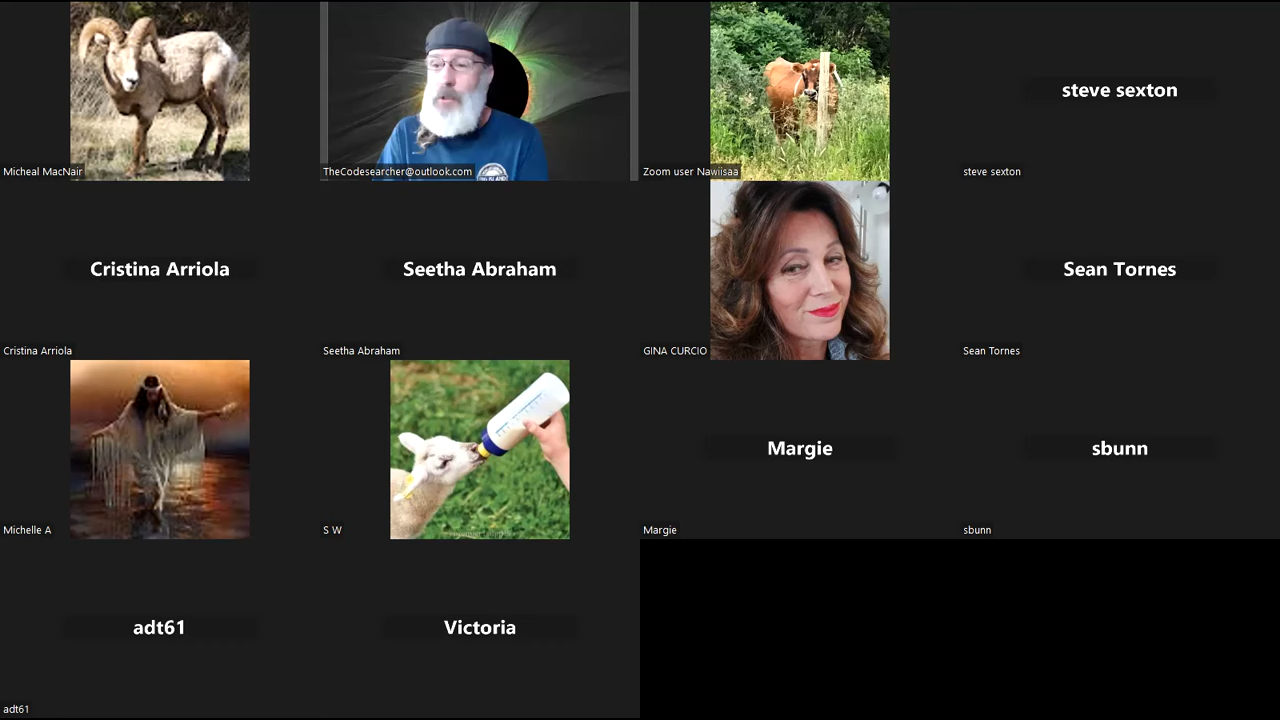 Micheal MacNair
TheCodesearcher@outlook.com
Zoom user Nawiisaa
steve sexton
steve sexton
Cristina Arriola
Seetha Abraham
Sean Tornes
Cristina Arriola
Seetha Abraham
GINA CURCIO
Sean Tornes
Margie
sbunn
Michelle A
S W
Margie
sbunn
adt61
Victoria
adt61